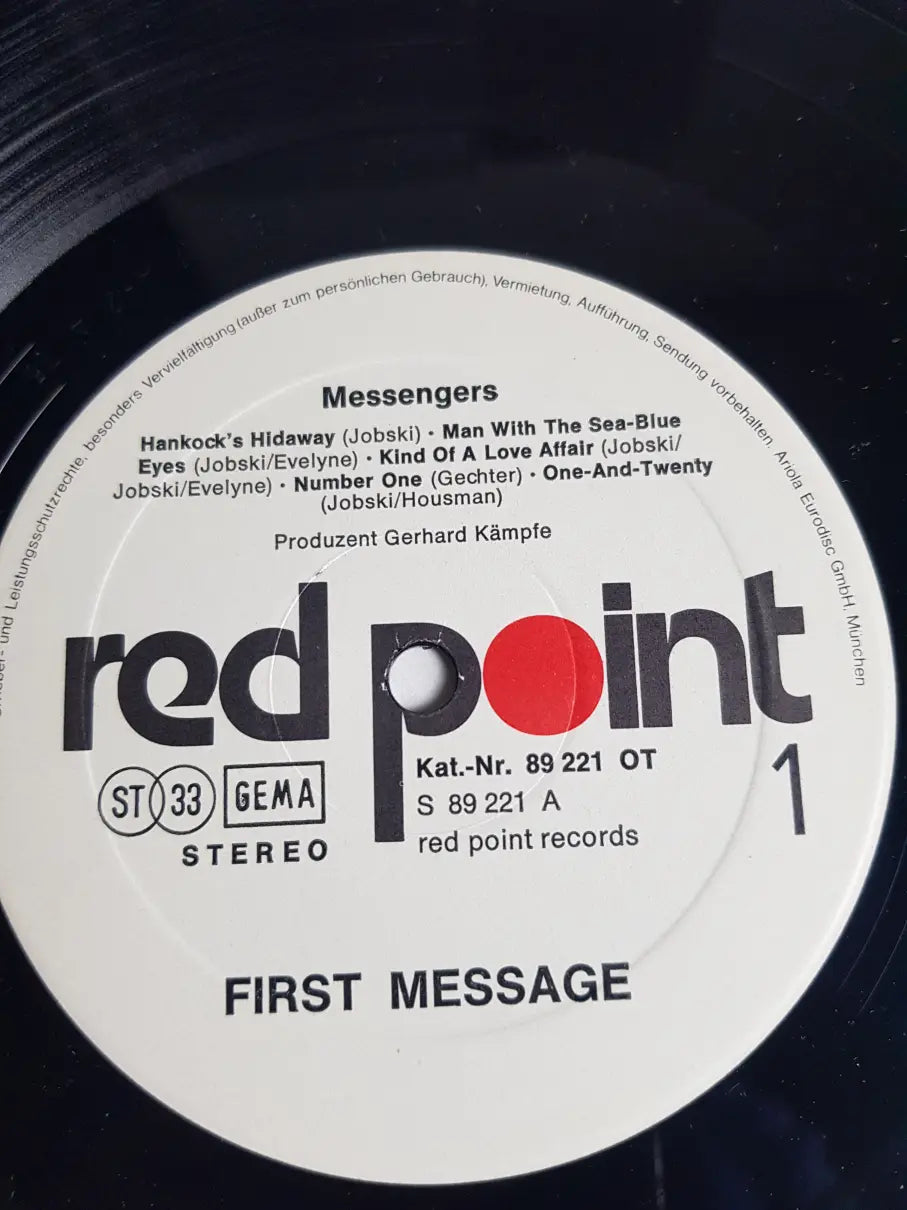 und Leistungsschutzrechte, besonders Vervielfältigung (außer zum persönlichen Gebrauch), Vermietung, Aufführung, Sendung vorbehalten. Ariola Eurodisc GmbH, München
Messengers
Hankock's Hidaway (Jobski) · Man With The Sea-Blue
Eyes (Jobski/Evelyne) · Kind Of A Love Affair (Jobski/
Jobski/Evelyne) · Number One (Gechter) · One-And-Twenty
(Jobski/Housman)
Produzent Gerhard Kämpfe
red point
ST 33 GEMA
STEREO
Kat.-Nr. 89 221 OT
S 89 221 A
red point records
1
FIRST MESSAGE